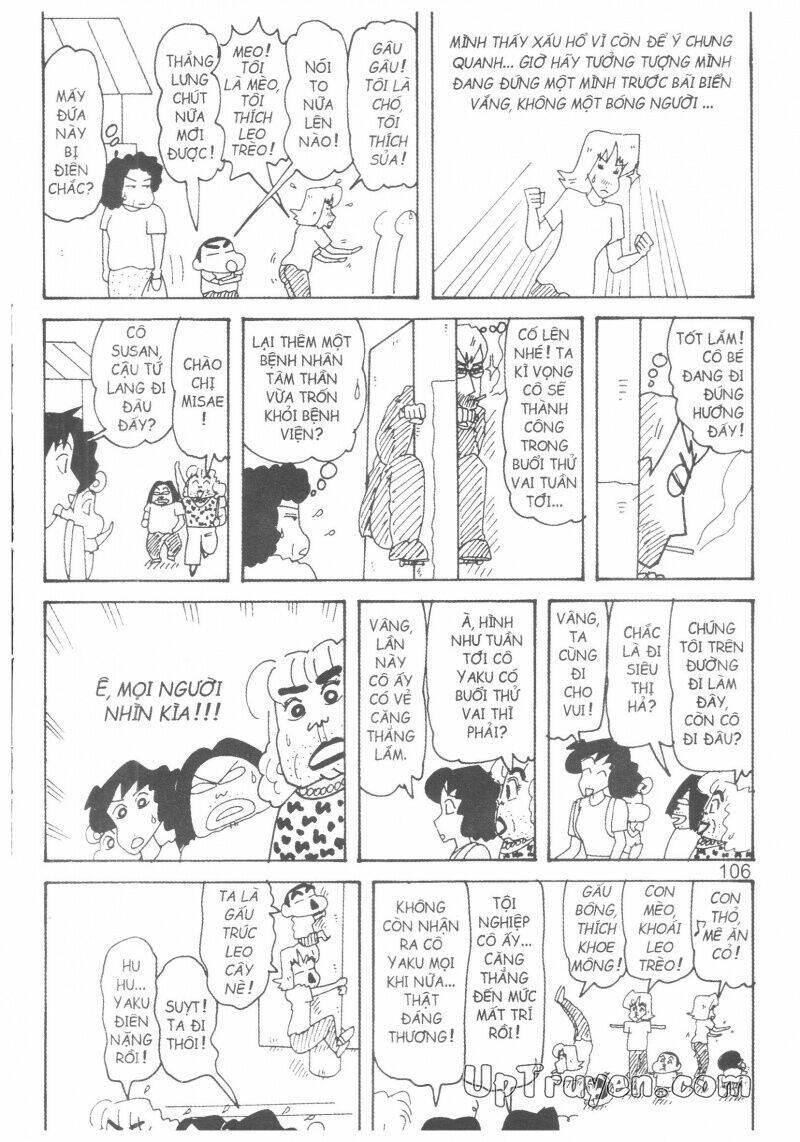 MÌNH THẤY XẤU HỔ VÌ CÒN ĐỂ Ý CHUNG
QUANH... GIỜ HÃY TƯỞNG TƯỢNG MÌNH
ĐANG ĐỨNG MỘT MÌNH TRƯỚC BÃI BIỂN
VẮNG, KHÔNG MỘT BÓNG NGƯỜI ...
GÂU
GÂU!
TÔI LÀ
CHÓ,
TÔI
THÍCH
SỦA!
NÓI
TO
NỮA
LÊN
NÀO!
MEO!
TÔI
LÀ MÈO,
TÔI
THÍCH
LEO
TRÈO!
THẲNG
LƯNG
CHÚT
NỮA
MỚI
ĐƯỢC!
MẤY
ĐỨA
NÀY
BỊ
ĐIÊN
CHẮC?
TỐT LẮM!
CÔ BÉ
ĐANG ĐI
ĐÚNG
HƯỚNG
ĐẤY!
CỐ LÊN
NHÉ! TA
KÌ VỌNG
CÔ SẼ
THÀNH
CÔNG
TRONG
BUỔI THỬ
VAI TUẦN
TỚI...
LẠI THÊM MỘT
BỆNH NHÂN
TÂM THẦN
VỪA TRỐN
KHỎI BỆNH
VIỆN?
CHÀO
CHỊ
MISAE
!
CÔ
SUSAN,
CẬU TỨ
LANG ĐI
ĐÂU
ĐẤY?
CHÚNG
TÔI TRÊN
ĐƯỜNG
ĐI LÀM
ĐÂY,
CÒN CÔ
ĐI ĐÂU?
CHẮC
LÀ ĐI
SIÊU
THỊ
HẢ?
VÂNG,
TA
CÙNG
ĐI
CHO
VUI!
À, HÌNH
NHƯ TUẦN
TỚI CÔ
YAKU CÓ
BUỔI THỬ
VAI THÌ
PHẢI?
VÂNG,
LẦN
NÀY
CÔ ẤY
CÓ VẺ
CĂNG
THẲNG
LẮM.
Ê, MỌI NGƯỜI
NHÌN KÌA!!!
106
CON
THỎ,
MÊ ĂN
CỎ!
CON
MÈO,
KHOÁI
LEO
TRÈO!
GẤU
BÔNG,
THÍCH
KHOE
MÔNG!
TỘI
NGHIỆP
CÔ ẤY...
CĂNG
THẲNG
ĐẾN MỨC
MẤT TRÍ
RỒI!
KHÔNG
CÒN NHẬN
RA CÔ
YAKU MỌI
KHI NỮA...
THẬT
ĐÁNG
THƯƠNG!
TA LÀ
GẤU
TRÚC
LEO
CÂY
NÈ!
SUYT!
TA ĐI
THÔI!
HU
HU...
YAKU
ĐIÊN
NẶNG
RỒI!
UpTruyen.com